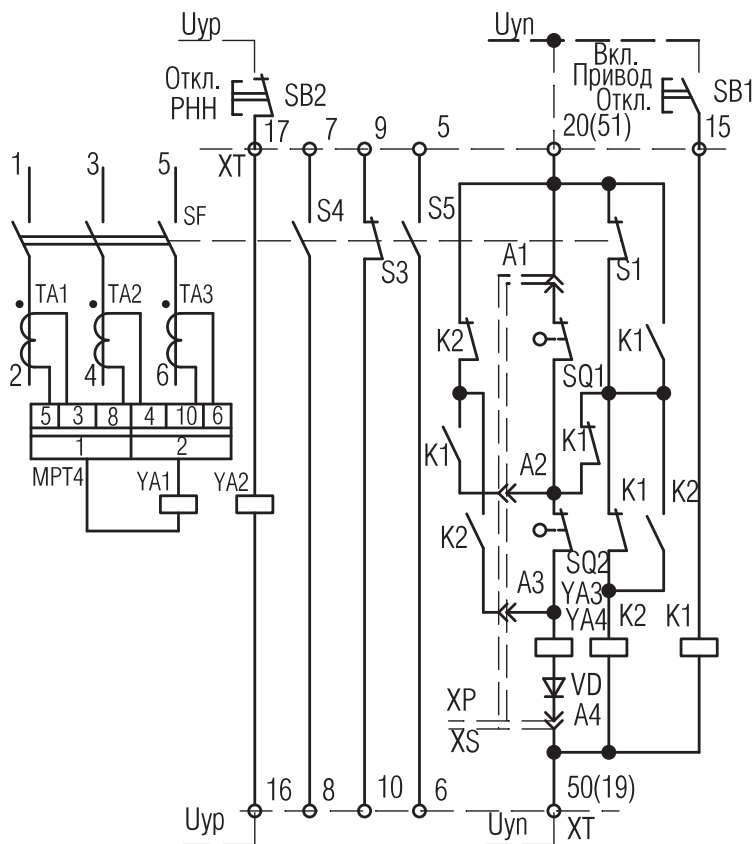 Uyp
Uyn
Вкл.
Привод
Откл.
SB1
Откл.
РНН
SB2
17
7
9
5
20(51)
15
XT
1
3
5
SF
S4
S3
S5
A1
S1
TA1
TA2
TA3
K2
SQ1
K1
2
4
6
5
3
8
4
10
6
1
2
K1
A2
K1
МРТ4
YA1
YA2
K2
SQ2
K1
K2
A3
YA3
YA4
K2
K1
VD
XP
A4
XS
16
8
10
6
50(19)
Uyp
Uyn
XT